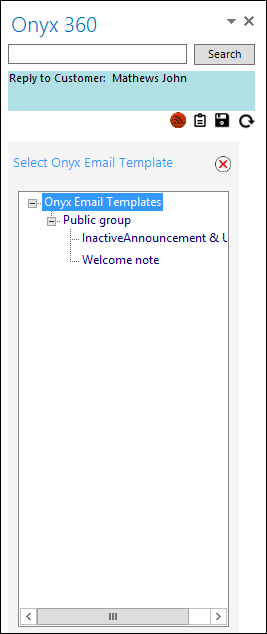 Onyx 360
Search
Reply to Customer: Mathews John
Select Onyx Email Template
Onyx Email Templates
Public group
InactiveAnnouncement & U
Welcome note